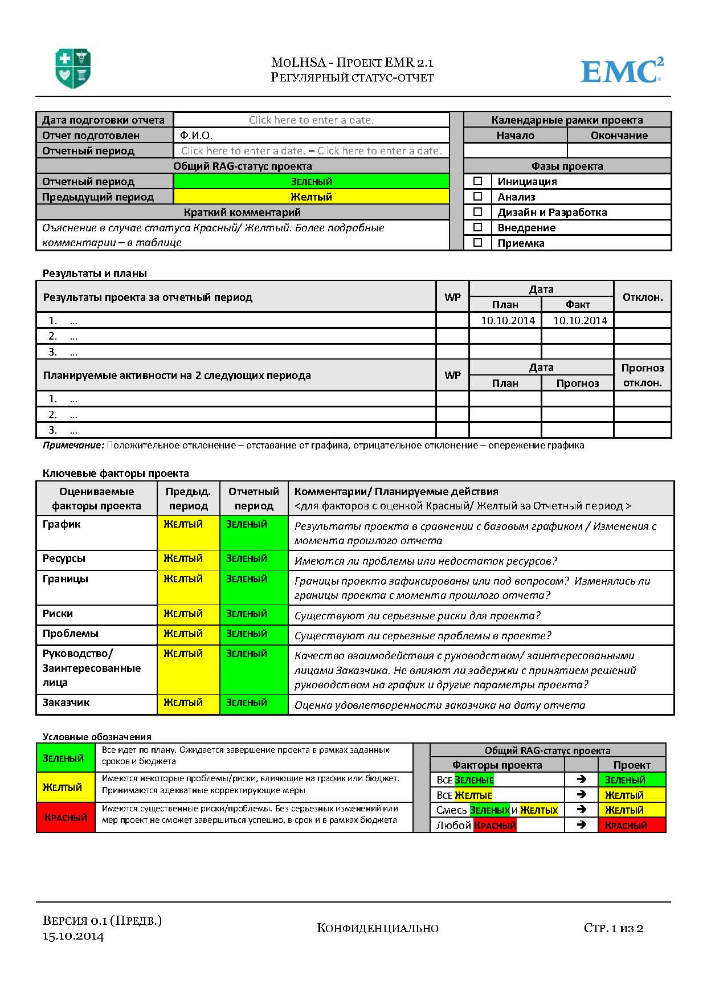 MoLHSA - Проект EMR 2.1
Регулярный статус-отчет
EMC²
Дата подготовки отчета Click here to enter a date. Календарные рамки проекта
Отчет подготовлен Ф.И.О. Начало Окончание
Отчетный период Click here to enter a date. – Click here to enter a date.
Общий RAG-статус проекта Фазы проекта
Отчетный период Зеленый ☐ Инициация
Предыдущий период Желтый ☐ Анализ
Краткий комментарий ☐ Дизайн и Разработка
Оъяснение в случае статуса Красный/ Желтый. Более подробные ☐ Внедрение
комментарии – в таблице ☐ Приемка
Результаты и планы
Результаты проекта за отчетный период WP Дата Отклон.
План Факт
1. … 10.10.2014 10.10.2014
2. …
3. …
Планируемые активности на 2 следующих периода WP Дата Прогноз
План Прогноз отклон.
1. …
2. …
3. …
Примечание: Положительное отклонение – отставание от графика, отрицательное отклонение – опережение графика
Ключевые факторы проекта
Оцениваемые Предыд. Отчетный Комментарии/ Планируемые действия
факторы проекта период период <для факторов с оценкой Красный/ Желтый за Отчетный период >
График Желтый Зеленый Результаты проекта в сравнении с базовым графиком / Изменения с
момента прошлого отчета
Ресурсы Желтый Зеленый Имеются ли проблемы или недостаток ресурсов?
Границы Желтый Зеленый Границы проекта зафиксированы или под вопросом? Изменялись ли
границы проекта с момента прошлого отчета?
Риски Желтый Зеленый Существуют ли серьезные риски для проекта?
Проблемы Желтый Зеленый Существуют ли серьезные проблемы в проекте?
Руководство/ Желтый Зеленый Качество взаимодействия с руководством/ заинтересованными
Заинтересованные лицами Заказчика. Не влияют ли задержки с принятием решений
лица руководством на график и другие параметры проекта?
Заказчик Желтый Зеленый Оценка удовлетворенности заказчика на дату отчета
Условные обозначения
Зеленый Все идет по плану. Ожидается завершение проекта в рамках заданных
сроков и бюджета
Желтый Имеются некоторые проблемы/риски, влияющие на график или бюджет.
Принимаются адекватные корректирующие меры
Красный Имеются существенные риски/проблемы. Без серьезных изменений или
мер проект не сможет завершиться успешно, в срок и в рамках бюджета
Общий RAG-статус проекта
Факторы проекта Проект
Все Зеленые ➔ Зеленый
Все Желтые ➔ Желтый
Смесь Зеленых и Желтых ➔ Желтый
Любой Красный ➔ Красный
Версия 0.1 (Предв.)
15.10.2014
Конфиденциально
Стр. 1 из 2